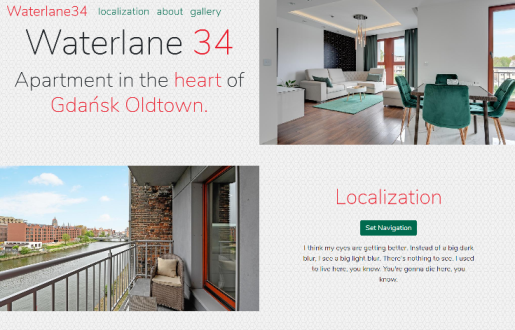 Waterlane34 localization about gallery
Waterlane 34
Apartment in the heart of
Gdańsk Oldtown.
Localization
Set Navigation
I think my eyes are getting better. Instead of a big dark
blur, I see a big light blur. There's nothing to see. I used
to live here, you know. You're gonna die here, you
know.